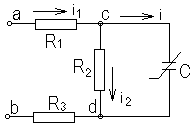 a i₁ c i
R₁
R₂ C
i₂
b R₃ d